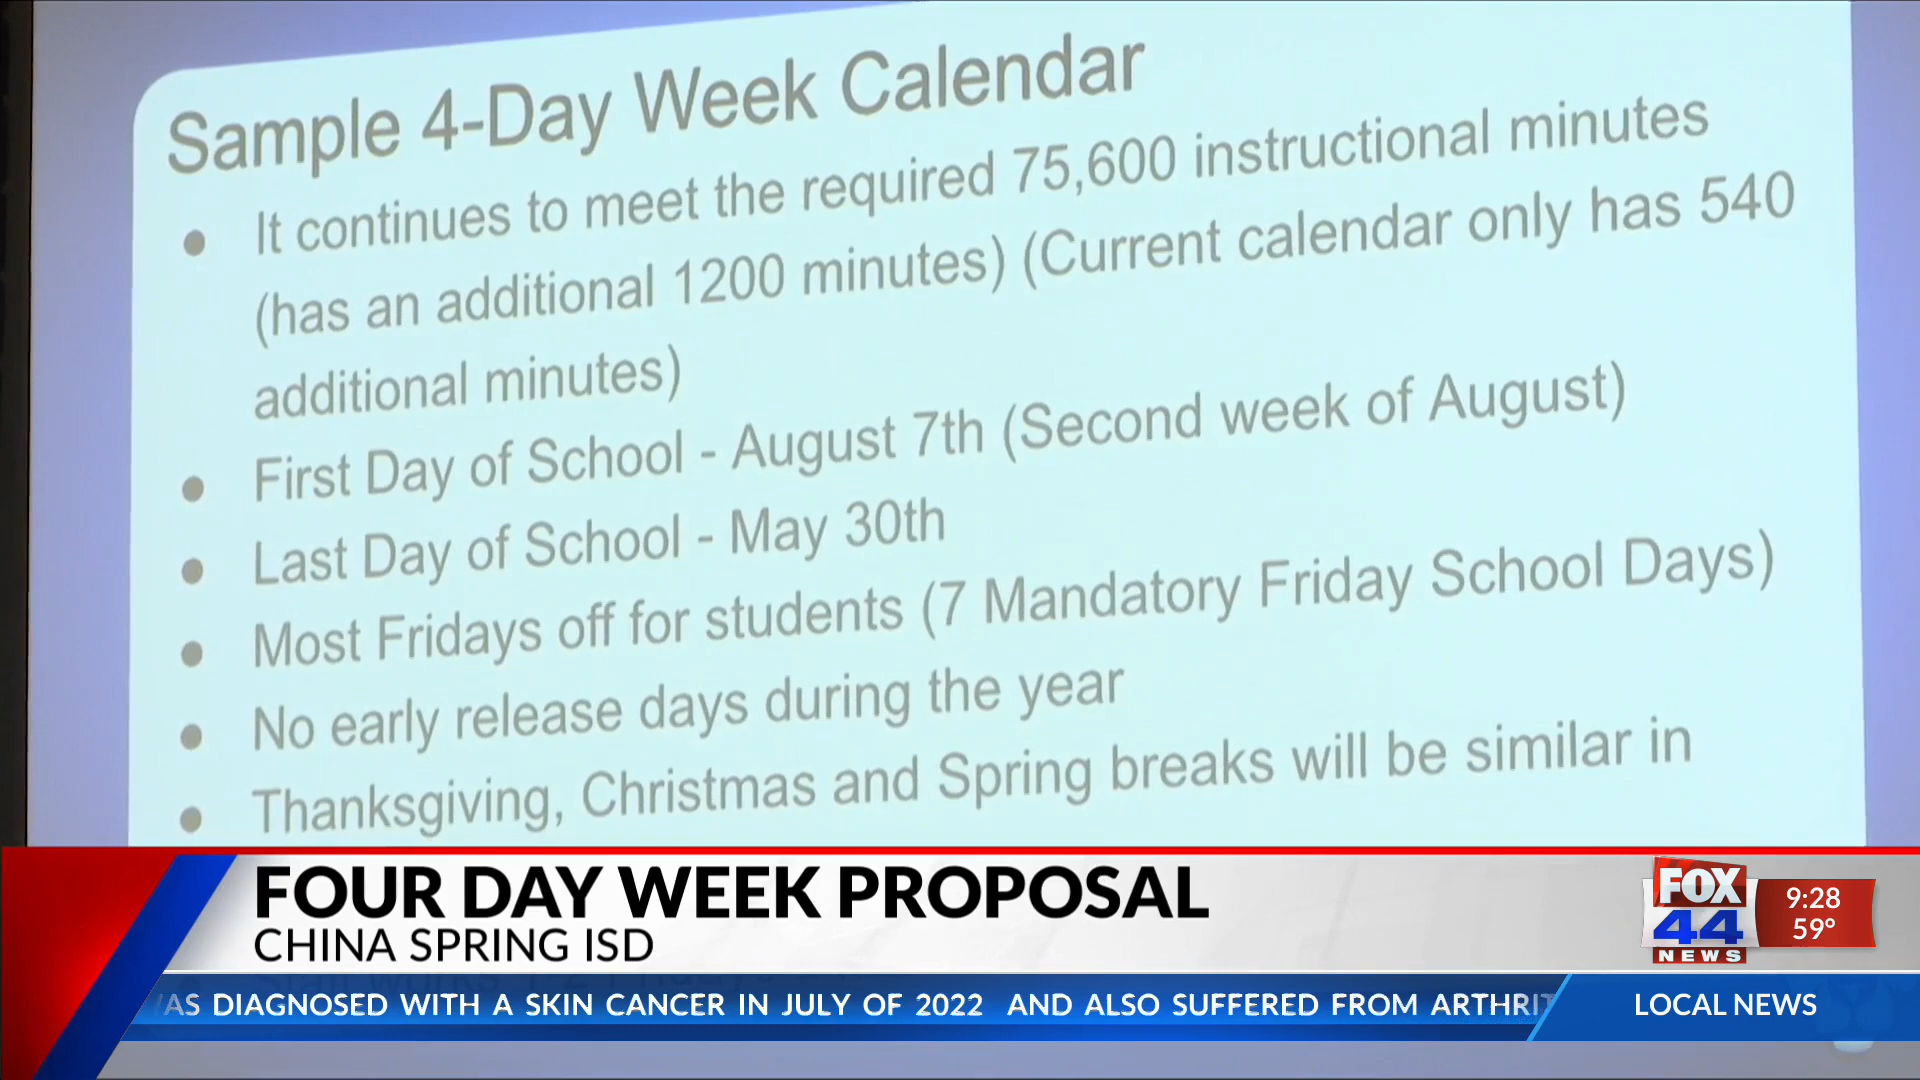 Sample 4-Day Week Calendar
● It continues to meet the required 75,600 instructional minutes
(has an additional 1200 minutes) (Current calendar only has 540
additional minutes)
● First Day of School - August 7th (Second week of August)
● Last Day of School - May 30th
● Most Fridays off for students (7 Mandatory Friday School Days)
● No early release days during the year
● Thanksgiving, Christmas and Spring breaks will be similar in
FOUR DAY WEEK PROPOSAL
CHINA SPRING ISD
FOX
44
NEWS
9:28
59°
AS DIAGNOSED WITH A SKIN CANCER IN JULY OF 2022 AND ALSO SUFFERED FROM ARTHRIT
LOCAL NEWS